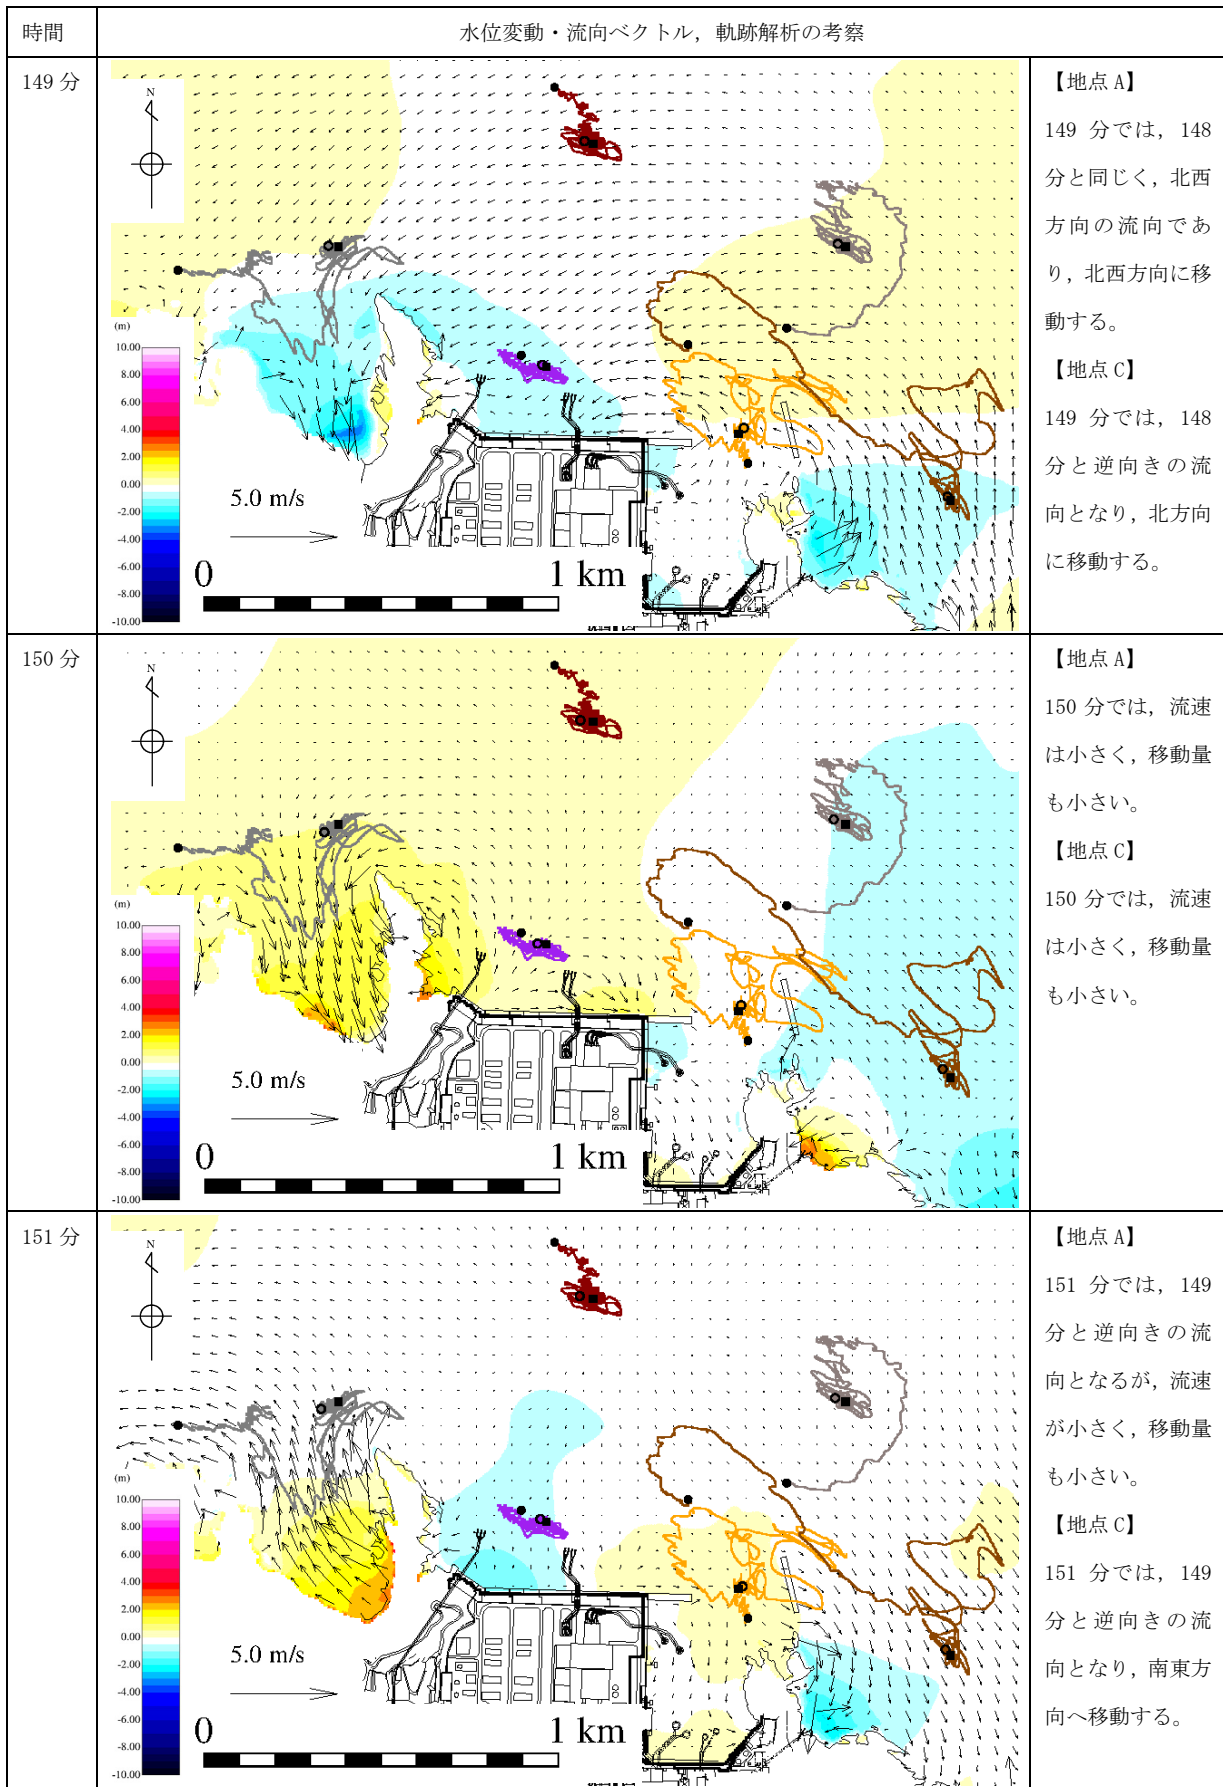 時間
水位変動・流向ベクトル，軌跡解析の考察
149 分
N
(m)
10.00
8.00
6.00
4.00
2.00
0.00
-2.00
-4.00
-6.00
-8.00
-10.00
5.0 m/s
0
1 km
【地点 A】
149 分では，148
分と同じく，北西
方向の流向であ
り，北西方向に移
動する。
【地点 C】
149 分では，148
分と逆向きの流
向となり，北方向
に移動する。
150 分
N
(m)
10.00
8.00
6.00
4.00
2.00
0.00
-2.00
-4.00
-6.00
-8.00
-10.00
5.0 m/s
0
1 km
【地点 A】
150 分では，流速
は小さく，移動量
も小さい。
【地点 C】
150 分では，流速
は小さく，移動量
も小さい。
151 分
N
(m)
10.00
8.00
6.00
4.00
2.00
0.00
-2.00
-4.00
-6.00
-8.00
-10.00
5.0 m/s
0
1 km
【地点 A】
151 分では，149
分と逆向きの流
向となるが，流速
が小さく，移動量
も小さい。
【地点 C】
151 分では，149
分と逆向きの流
向となり，南東方
向へ移動する。